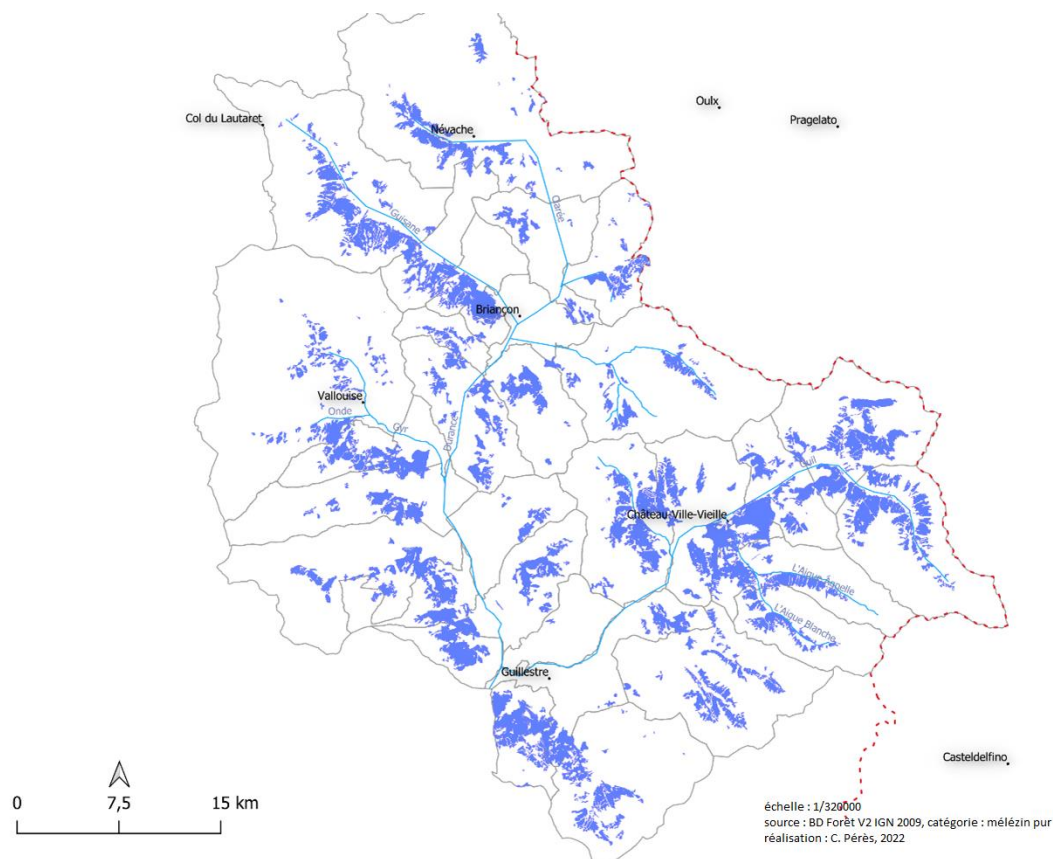 Oulx
Pragelato
Col du Lautaret
Névache
Guisane
Clarée
Briançon
Vallouise
Onde
Gyr
Durance
Guil
Château-Ville-Vieille
L'Aigue Agnelle
L'Aigue Blanche
Guillestre
Casteldelfino
0 7,5 15 km
échelle : 1/320000
source : BD Forêt V2 IGN 2009, catégorie : mélézin pur
réalisation : C. Pérès, 2022